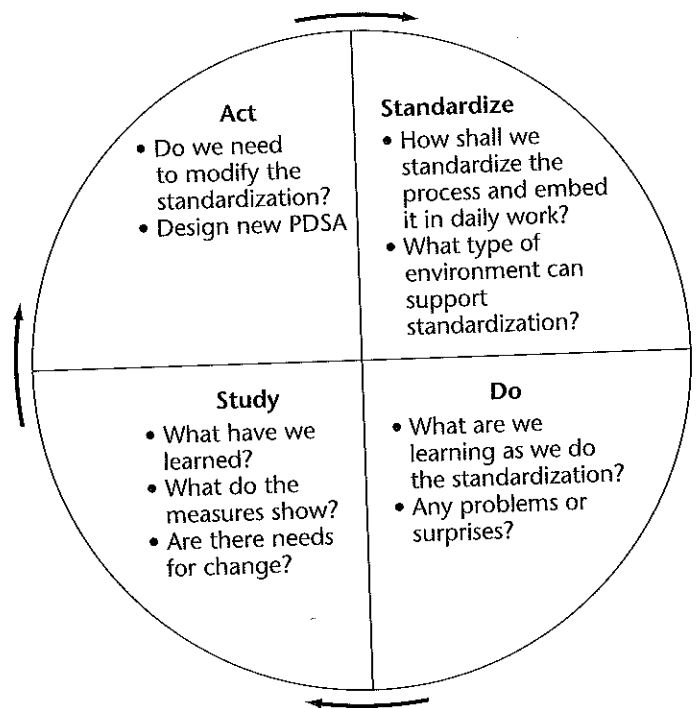 Act
• Do we need
to modify the
standardization?
• Design new PDSA
Standardize
• How shall we
standardize the
process and embed
it in daily work?
• What type of
environment can
support
standardization?
Study
• What have we
learned?
• What do the
measures show?
• Are there needs
for change?
Do
• What are we
learning as we do
the standardization?
• Any problems or
surprises?